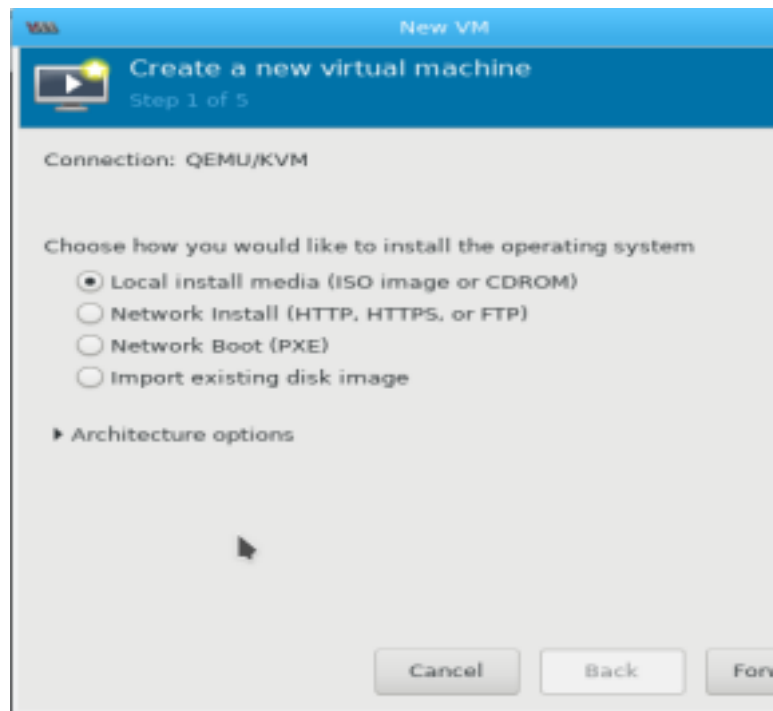 New VM
Create a new virtual machine
Step 1 of 5
Connection: QEMU/KVM
Choose how you would like to install the operating system
Local install media (ISO image or CDROM)
Network Install (HTTP, HTTPS, or FTP)
Network Boot (PXE)
Import existing disk image
Architecture options
Cancel Back